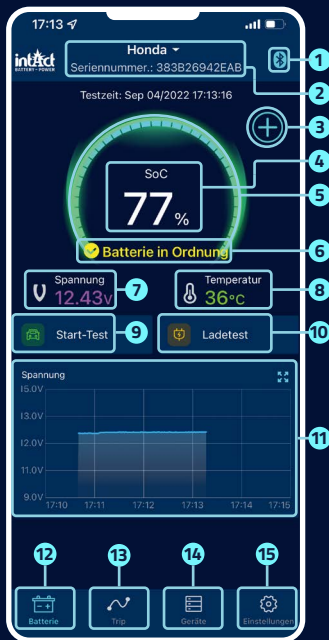 17:13
intAct
BATTERY-POWER
Honda
Seriennummer.: 383B26942EAB
1
2
Testzeit: Sep 04/2022 17:13:16
3
4
SoC
5
77%
6
Batterie in Ordnung
Spannung
12.43V
7
Temperatur
36°C
8
Start-Test
9
Ladetest
10
Spannung
15.0V
13.0V
12.0V
11.0V
9.0V
17:10 17:11 17:12 17:13 17:14 17:15
11
12 13 14 15
Batterie Trip Geräte Einstellungen